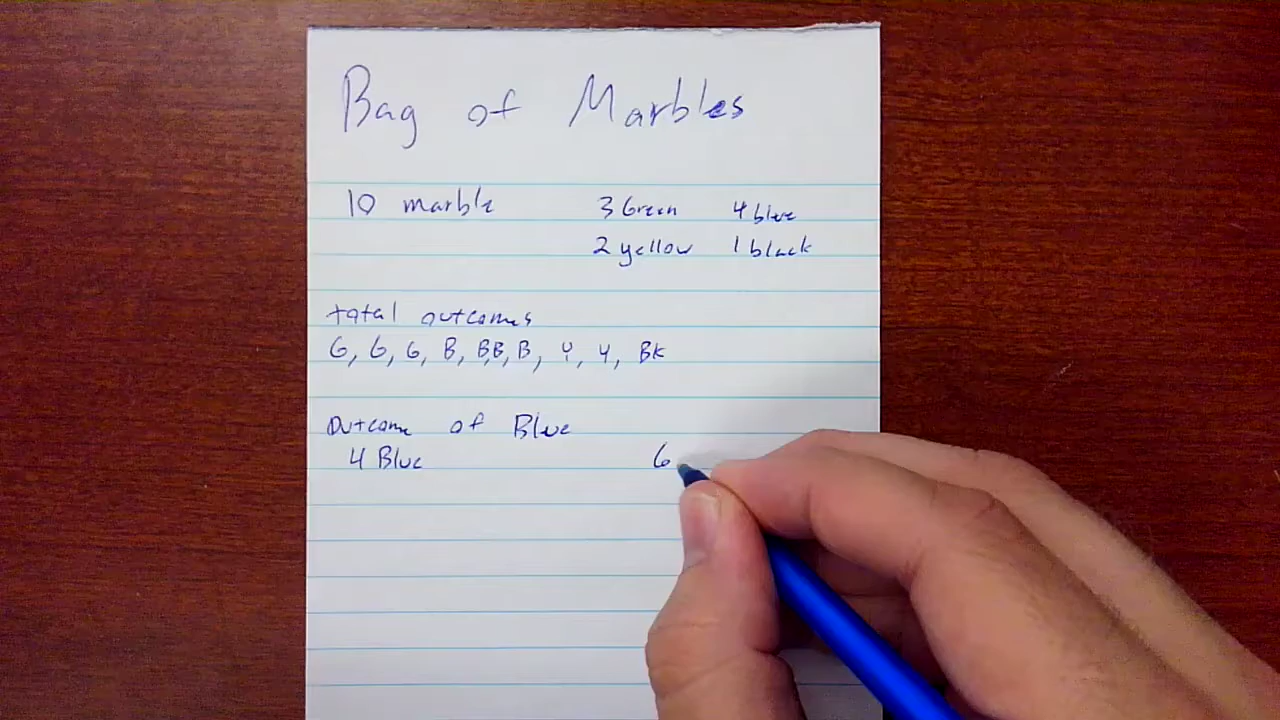 Bag of Marbles
10 marble 3 Green 4 blue
2 yellow 1 black
total outcomes
G, G, G, B, B,B, B, Y, Y, BK
Outcome of Blue
4 Blue 6